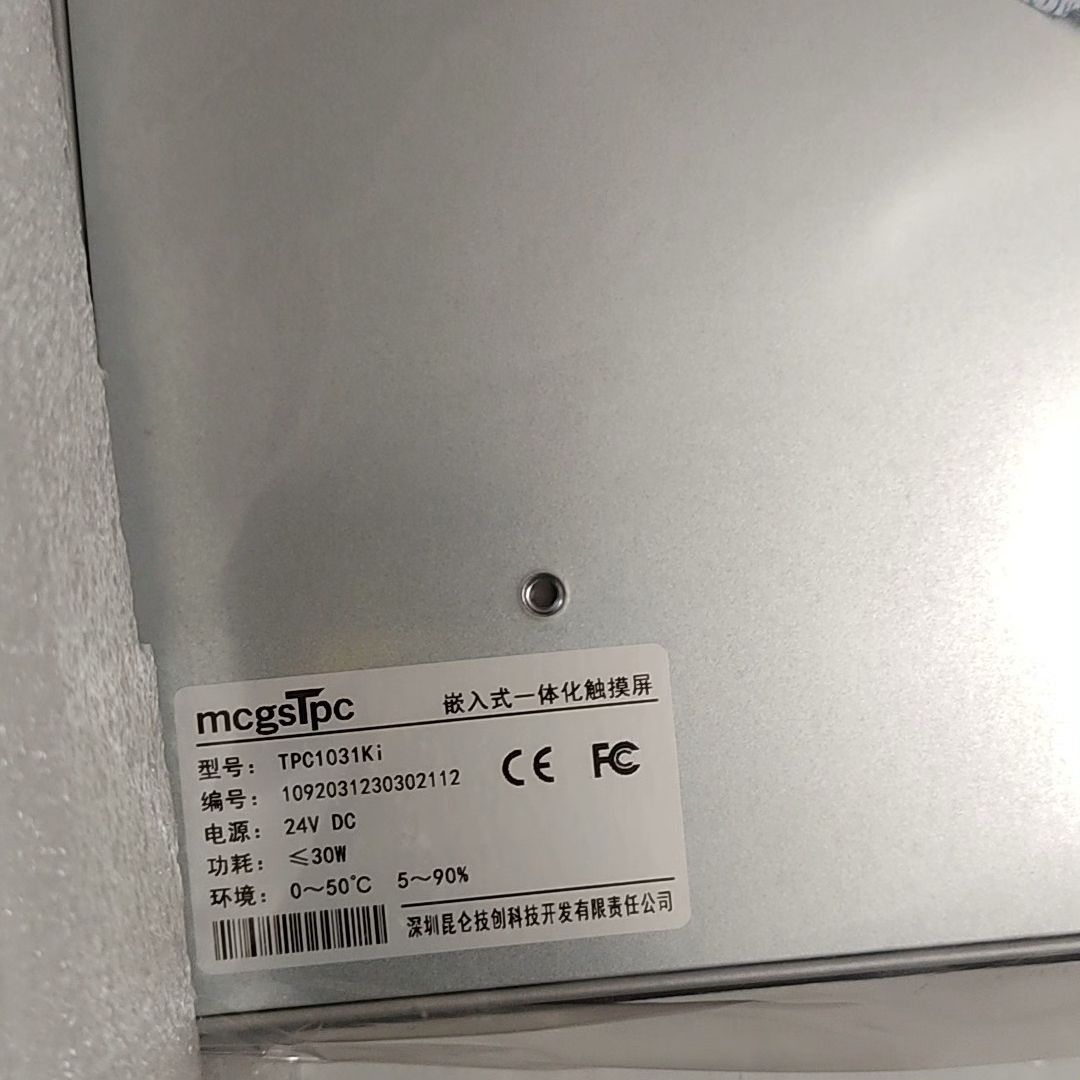 mcgsTpc 嵌入式一体化触摸屏
型号: TPC1031Ki
编号: 1092031230302112
电源: 24V DC
功耗: ≤30W
环境: 0～50℃ 5～90%
CE FC
深圳昆仑技创科技开发有限责任公司